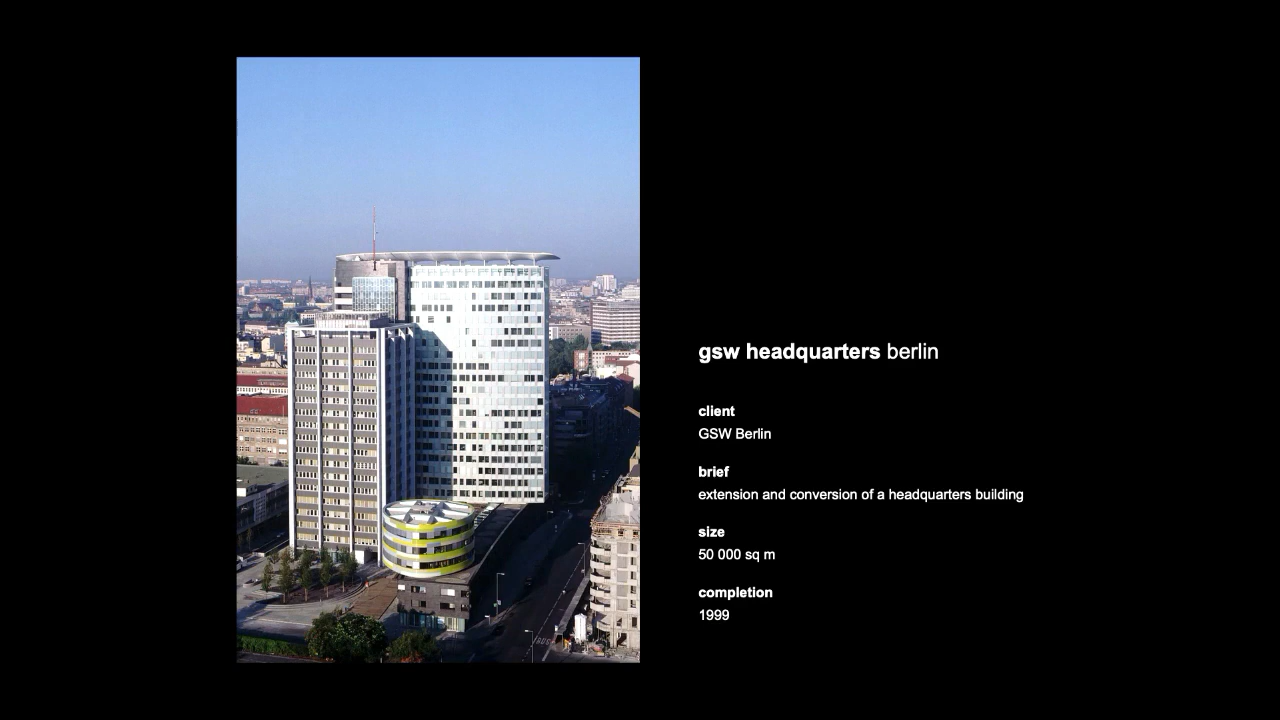 gsw headquarters berlin
client
GSW Berlin
brief
extension and conversion of a headquarters building
size
50 000 sq m
completion
1999